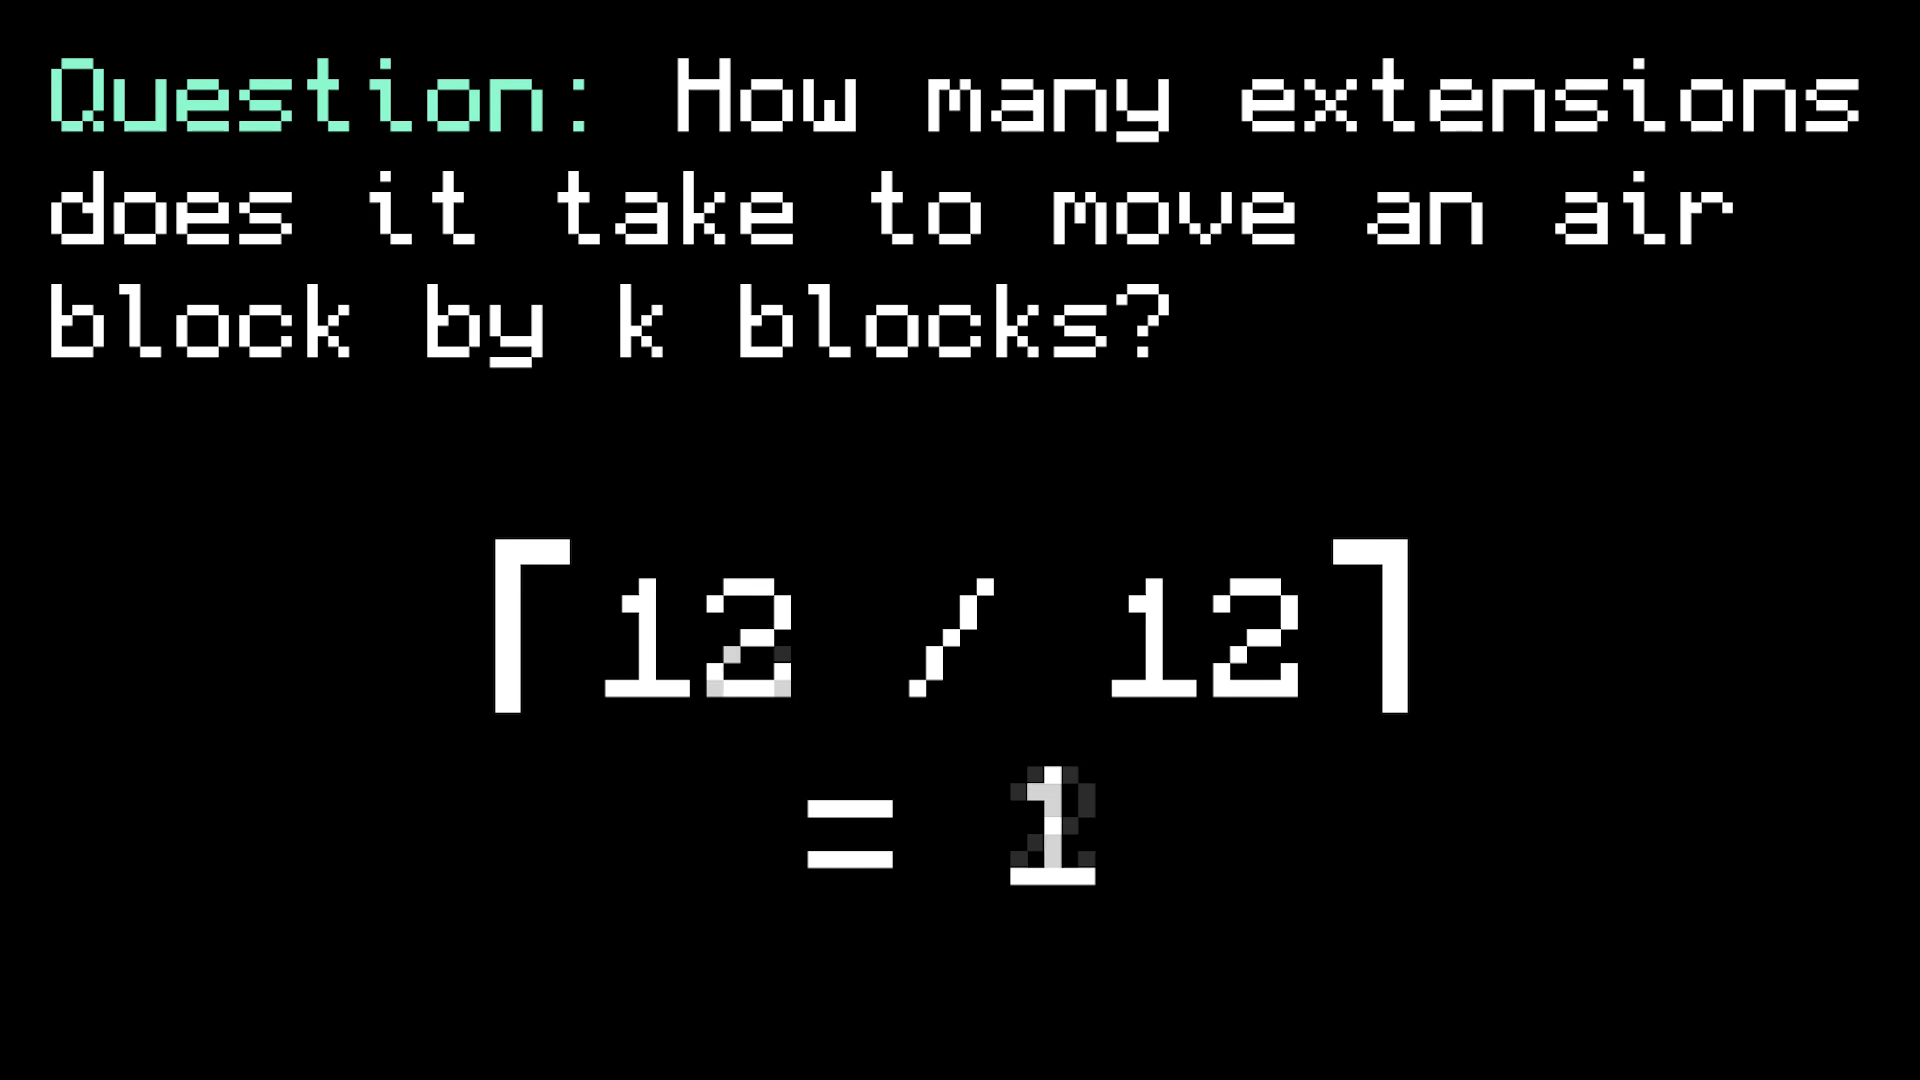 Question: How many extensions
does it take to move an air
block by k blocks?
⌈12 / 12⌉
= 1